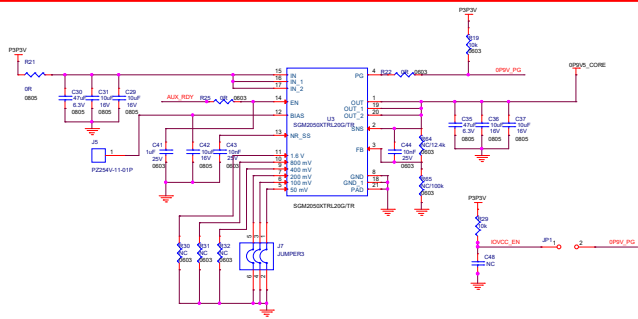 P3P3V
R19
10k
0603
P3P3V
R21
0R
0805
15
16
17
IN
IN_1
IN_2
PG
4
R22
0R
0603
0P9V_PG
0P9V5_CORE
C30
47uF
6.3V
0805
C31
10uF
16V
0805
C29
10uF
16V
0805
AUX_RDY
R25
0R
0603
14
EN
12
BIAS
U3
SGM2050XTRL20G/TR
OUT
OUT_1
OUT_2
1
19
20
SNS
2
FB
3
C35
47uF
6.3V
0805
C36
10uF
16V
0805
C37
10uF
16V
0805
J5
1
PZ254V-11-01P
C41
1uF
25V
0603
C42
10uF
16V
0805
C43
10nF
25V
0603
13
NR_SS
11
1.6 V
10
800 mV
9
400 mV
7
200 mV
6
100 mV
5
50 mV
C44
10nF
25V
0603
R64
NC/12.4k
0603
R65
NC/100k
0603
GND
GND_1
PAD
8
18
21
SGM2050XTRL20G/TR
P3P3V
R29
10k
IOVCC_EN
JP1
1
2
0P9V_PG
C48
NC
R30
NC
0603
R31
NC
0603
R32
NC
0603
5
3
1
J7
JUMPER3
6
4
2